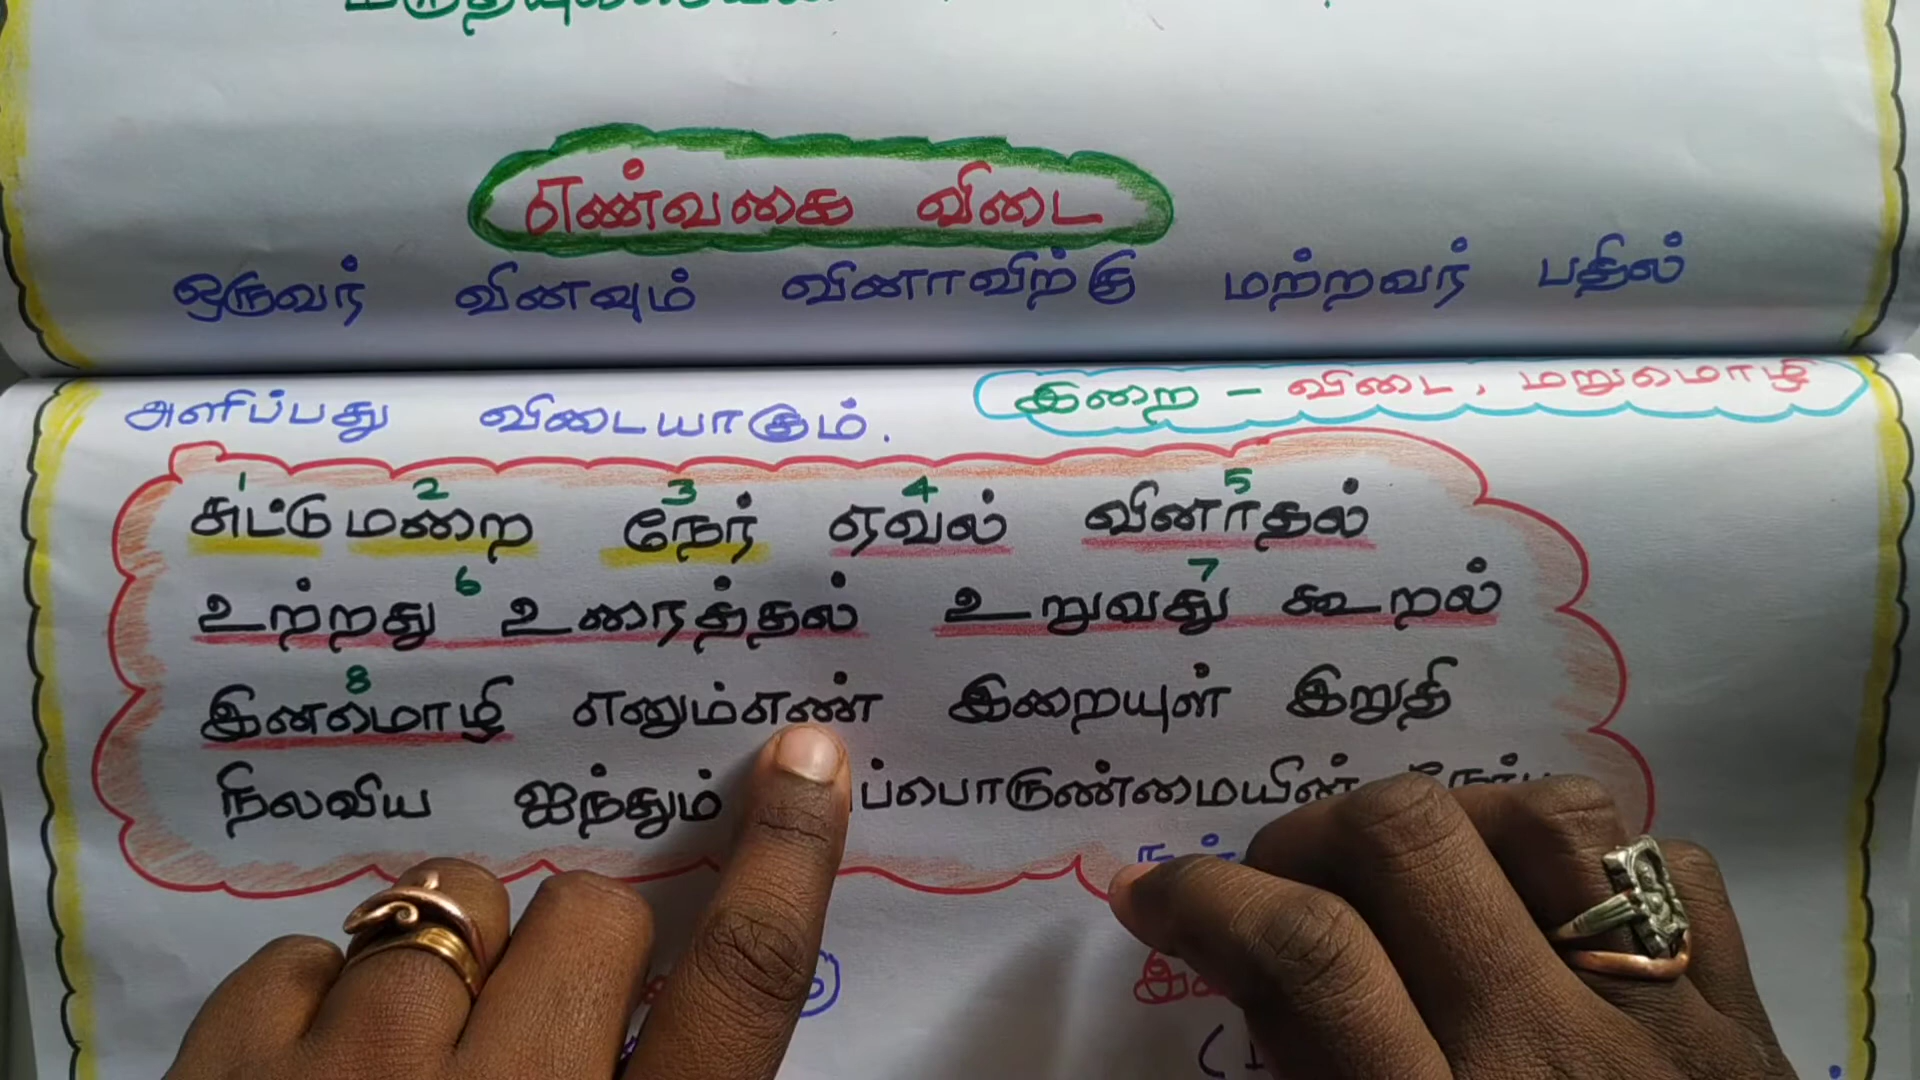 எண்வகை விடை
ஒருவர் வினவும் வினாவிற்கு மற்றவர் பதில்
அளிப்பது விடையாகும்.
இறை - விடை, மறுமொழி
1 2 3 4 5
சுட்டு மறை நேர் ஏவல் வினாதல்
6 7
உற்றது உரைத்தல் உறுவது கூறல்
8
இனமொழி எனும்எண் இறையுள் இறுதி
நிலவிய ஐந்தும்